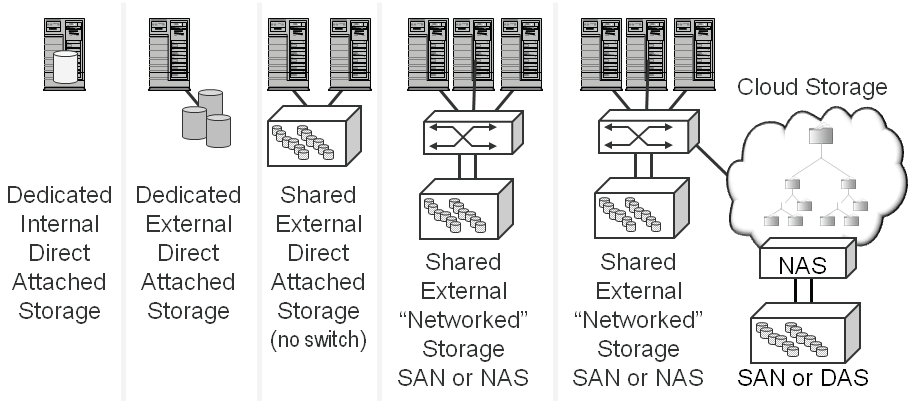 Dedicated
Internal
Direct
Attached
Storage
Dedicated
External
Direct
Attached
Storage
Shared
External
Direct
Attached
Storage
(no switch)
Shared
External
“Networked”
Storage
SAN or NAS
Shared
External
“Networked”
Storage
SAN or NAS
Cloud Storage
NAS
SAN or DAS